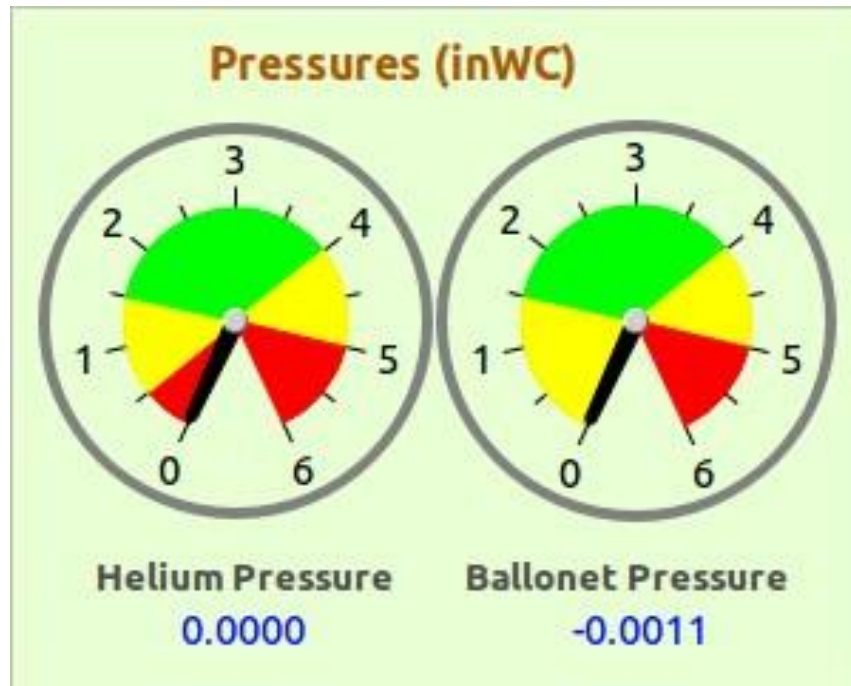 Pressures (inWC)
0 1 2 3 4 5 6
0 1 2 3 4 5 6
Helium Pressure
0.0000
Ballonet Pressure
-0.0011